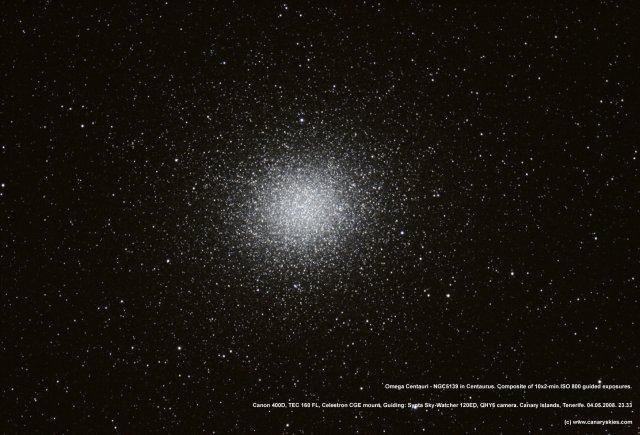 Omega Centauri - NGC5139 in Centaurus. Composite of 10x2-min ISO 800 guided exposures.
Canon 400D, TEC 160 FL, Celestron CGE mount, Guiding: Synta Sky-Watcher 120ED, QHY6 camera. Canary Islands, Tenerife. 04.05.2008. 23.33
(c) www.canaryskies.com